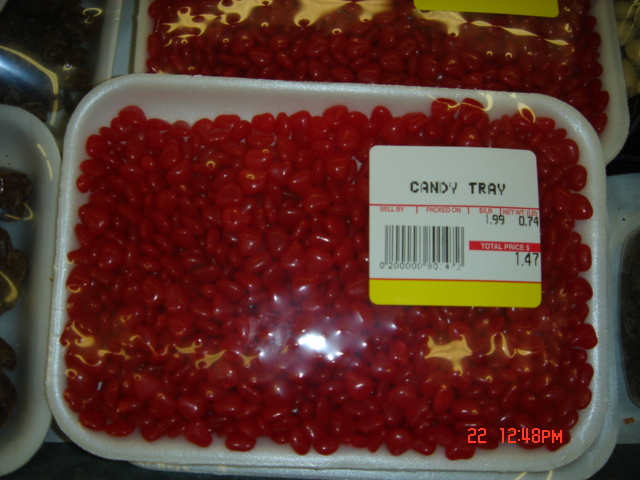 CANDY TRAY
SELL BY PACKED ON $/LB NET WT. (LB)
1.99 0.74
TOTAL PRICE $
1.47
22 12:48PM